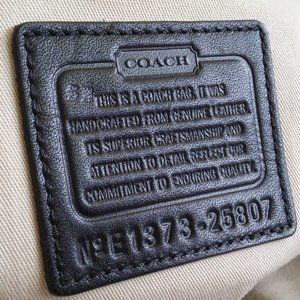 COACH
THIS IS A COACH BAG. IT WAS
HANDCRAFTED FROM GENUINE LEATHER.
ITS SUPERIOR CRAFTSMANSHIP AND
ATTENTION TO DETAIL REFLECT OUR
COMMITMENT TO ENDURING QUALITY.
Nº E1373-25807